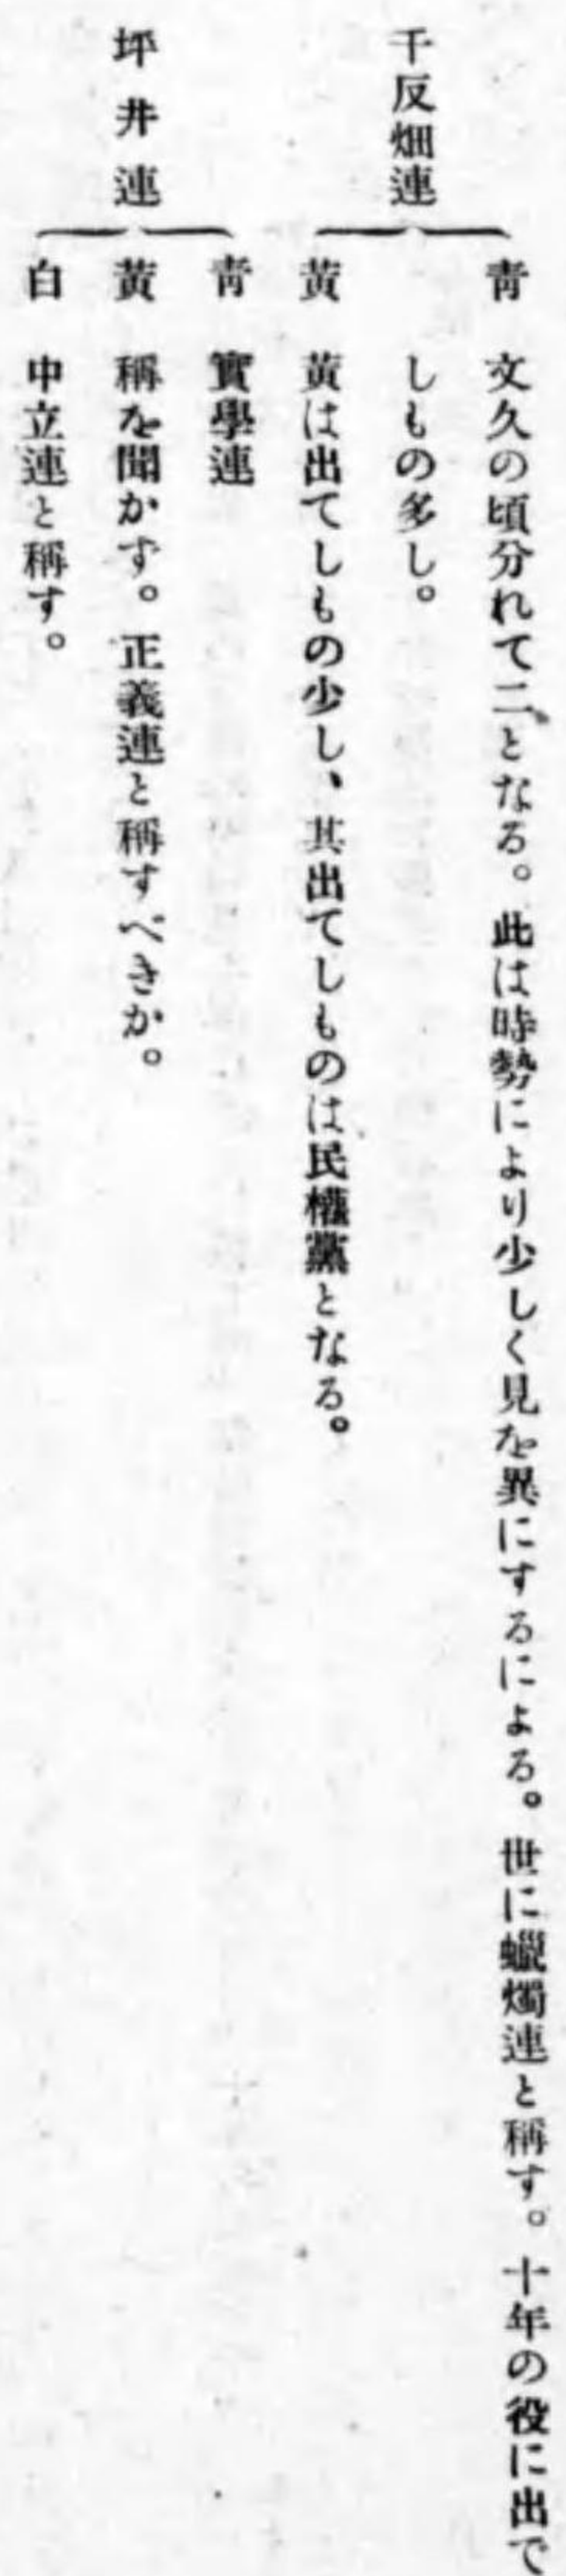 千反畑連
青 文久の頃分れて二となる。此は時勢により少しく見を異にするによる。世に蠟燭連と稱す。十年の役に出で
しもの多し。
黃 黃は出てしもの少し、其出てしものは民權黨となる。
坪井連
靑 實學連
黃 稱を聞かす。正義連と稱すべきか。
白 中立連と稱す。